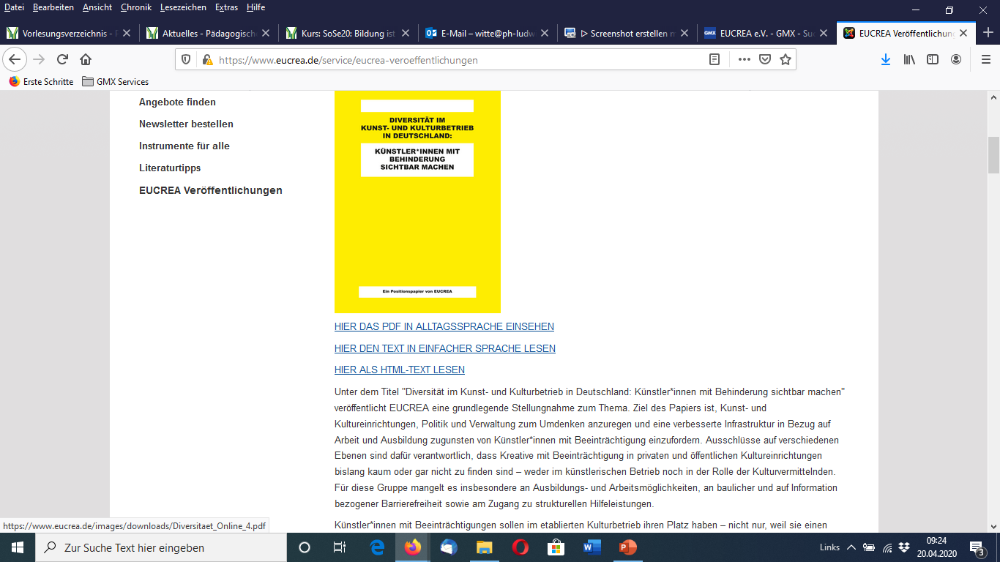 Datei Bearbeiten Ansicht Chronik Lesezeichen Extras Hilfe
Vorlesungsverzeichnis - Aktuelles - Pädagogisch Kurs: SoSe20: Bildung ist E-Mail – witte@ph-ludw Screenshot erstellen EUCREA e.V. - GMX - Su EUCREA Veröffentlichun
https://www.eucrea.de/service/eucrea-veroeffentlichungen
Erste Schritte GMX Services
Angebote finden
Newsletter bestellen
Instrumente für alle
Literaturtipps
EUCREA Veröffentlichungen
DIVERSITÄT IM
KUNST- UND KULTURBETRIEB
IN DEUTSCHLAND:
KÜNSTLER*INNEN MIT
BEHINDERUNG
SICHTBAR MACHEN
Ein Positionspapier von EUCREA
HIER DAS PDF IN ALLTAGSSPRACHE EINSEHEN
HIER DEN TEXT IN EINFACHER SPRACHE LESEN
HIER ALS HTML-TEXT LESEN
Unter dem Titel "Diversität im Kunst- und Kulturbetrieb in Deutschland: Künstler*innen mit Behinderung sichtbar machen"
veröffentlicht EUCREA eine grundlegende Stellungnahme zum Thema. Ziel des Papiers ist, Kunst- und
Kultureinrichtungen, Politik und Verwaltung zum Umdenken anzuregen und eine verbesserte Infrastruktur in Bezug auf
Arbeit und Ausbildung zugunsten von Künstler*innen mit Beeinträchtigung einzufordern. Ausschlüsse auf verschiedenen
Ebenen sind dafür verantwortlich, dass Kreative mit Beeinträchtigung in privaten und öffentlichen Kultureinrichtungen
bislang kaum oder gar nicht zu finden sind – weder im künstlerischen Betrieb noch in der Rolle der Kulturvermittelnden.
Für diese Gruppe mangelt es insbesondere an Ausbildungs- und Arbeitsmöglichkeiten, an baulicher und auf Information
bezogener Barrierefreiheit sowie am Zugang zu strukturellen Hilfeleistungen.
Künstler*innen mit Beeinträchtigungen sollen im etablierten Kulturbetrieb ihren Platz haben – nicht nur, weil sie einen
https://www.eucrea.de/images/downloads/Diversitaet_Online_4.pdf
Zur Suche Text hier eingeben
Links
09:24
20.04.2020
3